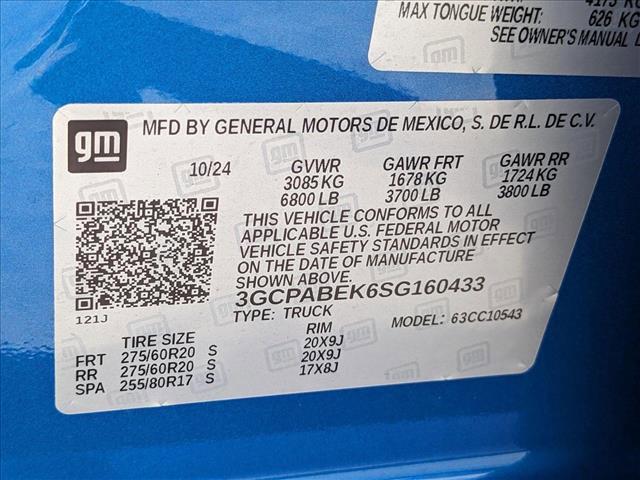 MAX TONGUE WEIGHT: 626 KG
SEE OWNER'S MANUAL
gm
MFD BY GENERAL MOTORS DE MEXICO, S. DE R.L. DE C.V.
10/24 GVWR GAWR FRT GAWR RR
3085 KG 1678 KG 1724 KG
6800 LB 3700 LB 3800 LB
THIS VEHICLE CONFORMS TO ALL
APPLICABLE U.S. FEDERAL MOTOR
VEHICLE SAFETY STANDARDS IN EFFECT
ON THE DATE OF MANUFACTURE
SHOWN ABOVE.
3GCPABEK6SG160433
121J
TYPE: TRUCK MODEL: 63CC10543
TIRE SIZE RIM
FRT 275/60R20 S 20X9J
RR 275/60R20 S 20X9J
SPA 255/80R17 S 17X8J